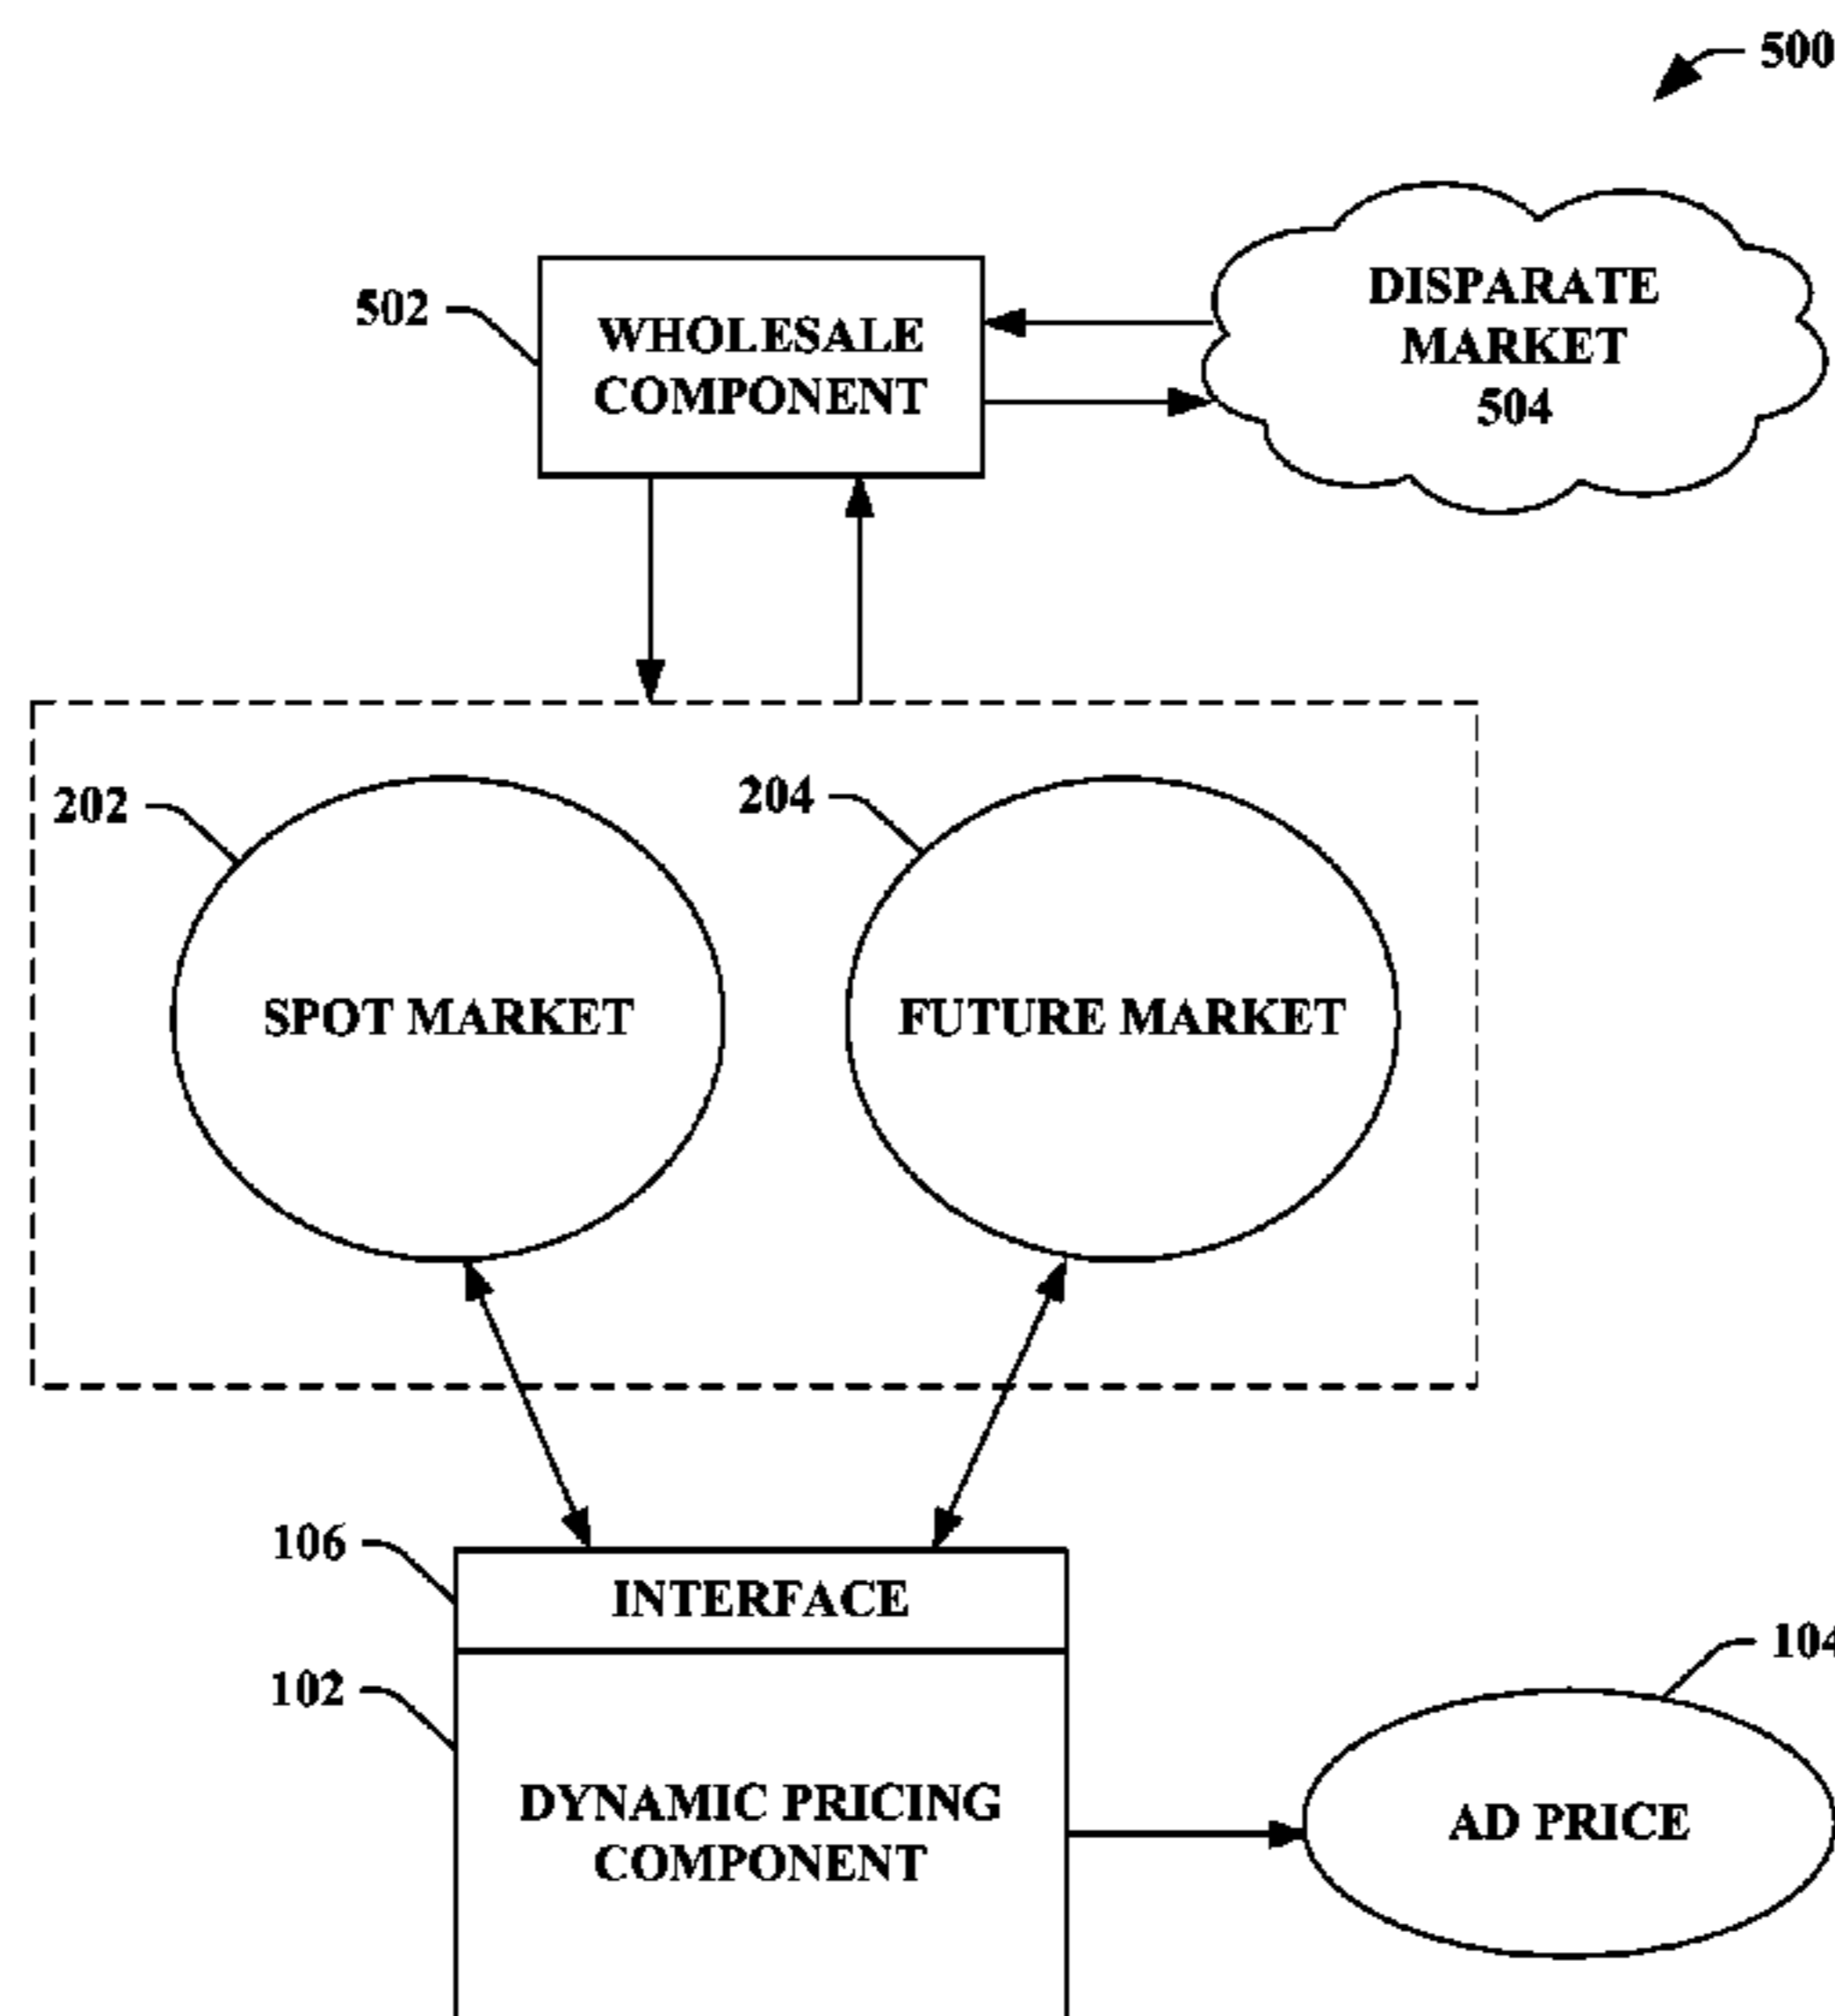 500
502
WHOLESALE
COMPONENT
DISPARATE
MARKET
504
202
204
SPOT MARKET
FUTURE MARKET
106
INTERFACE
102
104
DYNAMIC PRICING
COMPONENT
AD PRICE